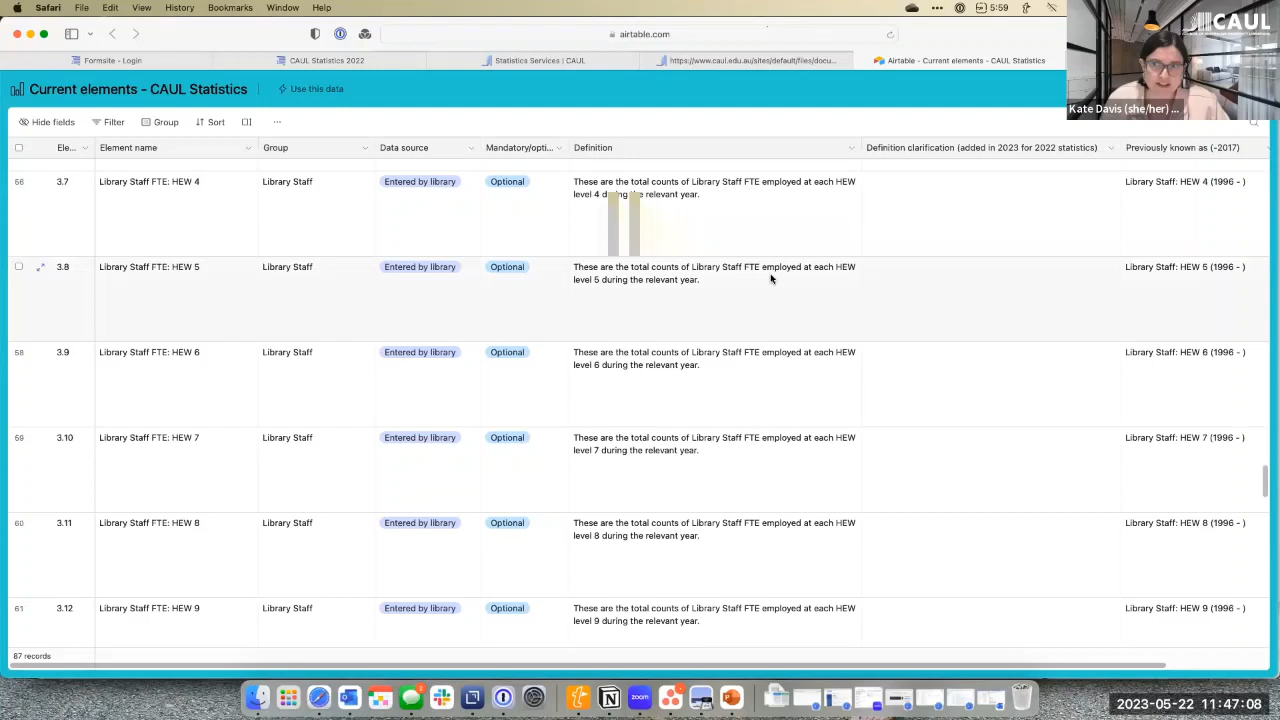 Safari File Edit View History Bookmarks Window Help 5:59
airtable.com
Formsite - Login CAUL Statistics 2022 Statistics Services | CAUL https://www.caul.edu.au/sites/default/files/docu... Airtable - Current elements - CAUL Statistics
CAUL
Kate Davis (she/her) ...
Current elements - CAUL Statistics Use this data
Hide fields Filter Group Sort ...
Ele... Element name Group Data source Mandatory/opti... Definition Definition clarification (added in 2023 for 2022 statistics) Previously known as (-2017)
56 3.7 Library Staff FTE: HEW 4 Library Staff Entered by library Optional These are the total counts of Library Staff FTE employed at each HEW Library Staff: HEW 4 (1996 - )
level 4 during the relevant year.
3.8 Library Staff FTE: HEW 5 Library Staff Entered by library Optional These are the total counts of Library Staff FTE employed at each HEW Library Staff: HEW 5 (1996 - )
level 5 during the relevant year.
58 3.9 Library Staff FTE: HEW 6 Library Staff Entered by library Optional These are the total counts of Library Staff FTE employed at each HEW Library Staff: HEW 6 (1996 - )
level 6 during the relevant year.
59 3.10 Library Staff FTE: HEW 7 Library Staff Entered by library Optional These are the total counts of Library Staff FTE employed at each HEW Library Staff: HEW 7 (1996 - )
level 7 during the relevant year.
60 3.11 Library Staff FTE: HEW 8 Library Staff Entered by library Optional These are the total counts of Library Staff FTE employed at each HEW Library Staff: HEW 8 (1996 - )
level 8 during the relevant year.
61 3.12 Library Staff FTE: HEW 9 Library Staff Entered by library Optional These are the total counts of Library Staff FTE employed at each HEW Library Staff: HEW 9 (1996 - )
level 9 during the relevant year.
87 records
zoom
2023-05-22 11:47:08